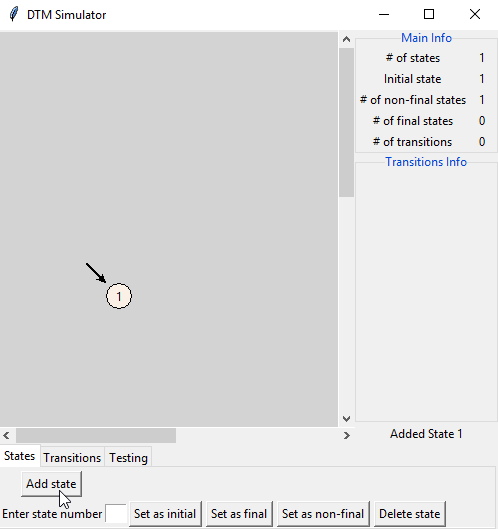 DTM Simulator
Main Info
# of states 1
Initial state 1
# of non-final states 1
# of final states 0
# of transitions 0
Transitions Info
1
Added State 1
States Transitions Testing
Add state
Enter state number Set as initial Set as final Set as non-final Delete state